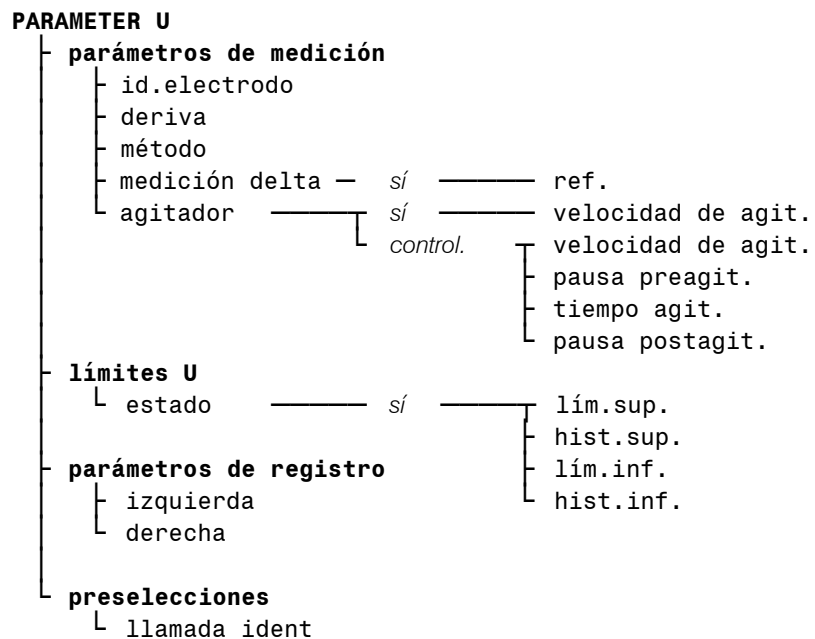 PARAMETER U
parámetros de medición
id.electrodo
deriva
método
medición delta sí ref.
agitador sí velocidad de agit.
control. velocidad de agit.
pausa preagit.
tiempo agit.
pausa postagit.
límites U
estado sí lím.sup.
hist.sup.
parámetros de registro lím.inf.
izquierda hist.inf.
derecha
preselecciones
llamada ident